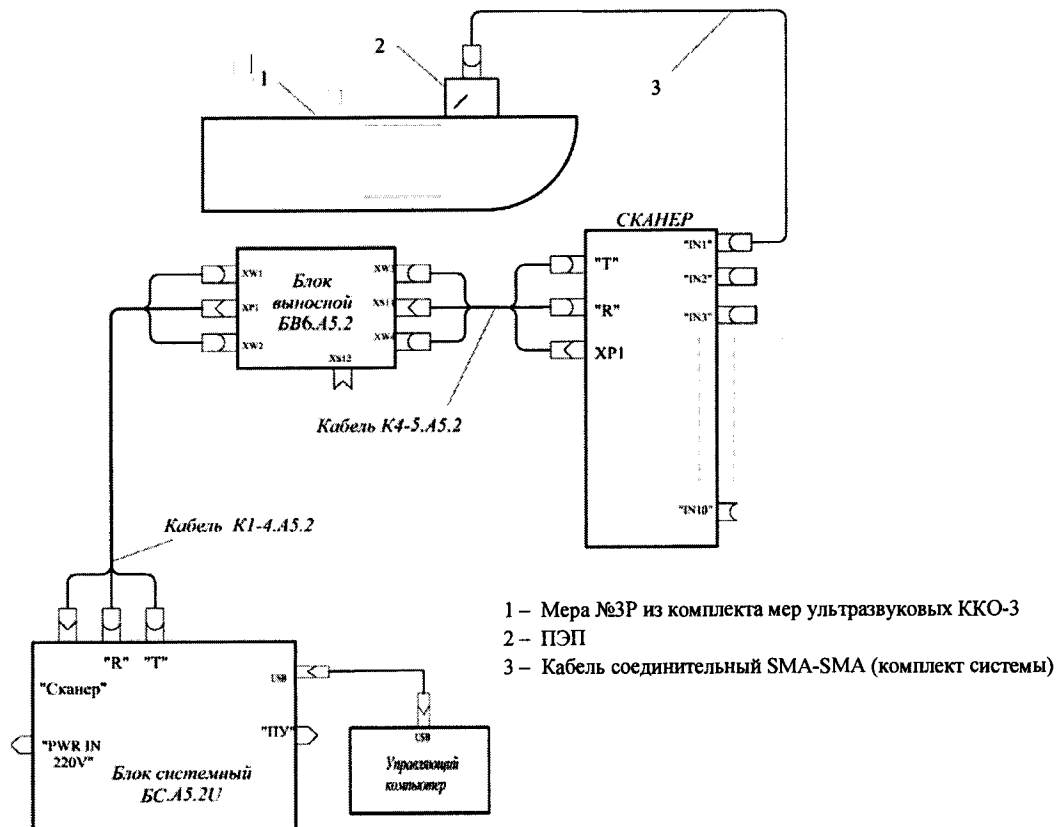 2
1
3
СКАНЕР
"IN1"
"IN2"
"IN3"
"T"
"R"
XP1
"IN10"
XW1
XP1
XW2
Блок
выносной
БВ6.А5.2
XS12
Кабель К4-5.А5.2
Кабель К1-4.А5.2
"R" "T"
"Сканер"
USB
"ПУ"
"PWR IN
220V"
Блок системный
БС.А5.2U
USB
Управляющий
компьютер
1 – Мера №3Р из комплекта мер ультразвуковых ККО-3
2 – ПЭП
3 – Кабель соединительный SMA-SMA (комплект системы)